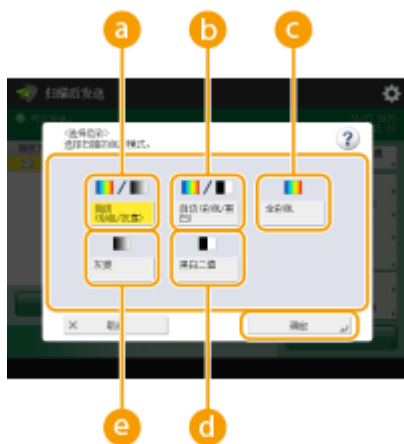 a
b
c
扫描后发送
<选择色彩>
选择扫描的色彩模式。
?
自动
(彩色/灰度)
自动(彩色/黑
白)
全彩色
灰度
黑白二值
× 取消
确定
e
d